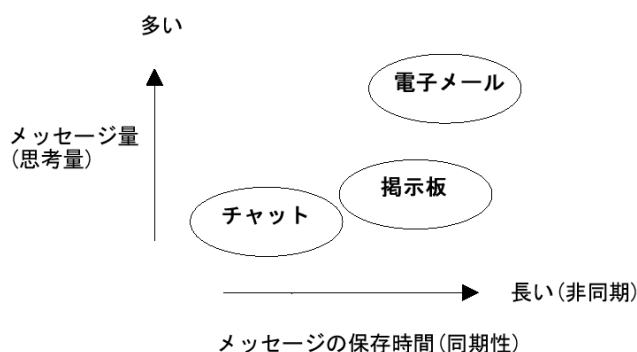 多い
電子メール
メッセージ量
(思考量)
掲示板
チャット
長い(非同期)
メッセージの保存時間(同期性)